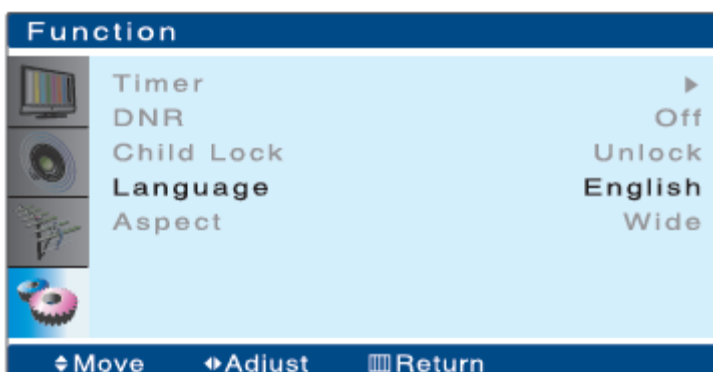 Function
Timer
DNR Off
Child Lock Unlock
Language English
Aspect Wide
Move Adjust Return